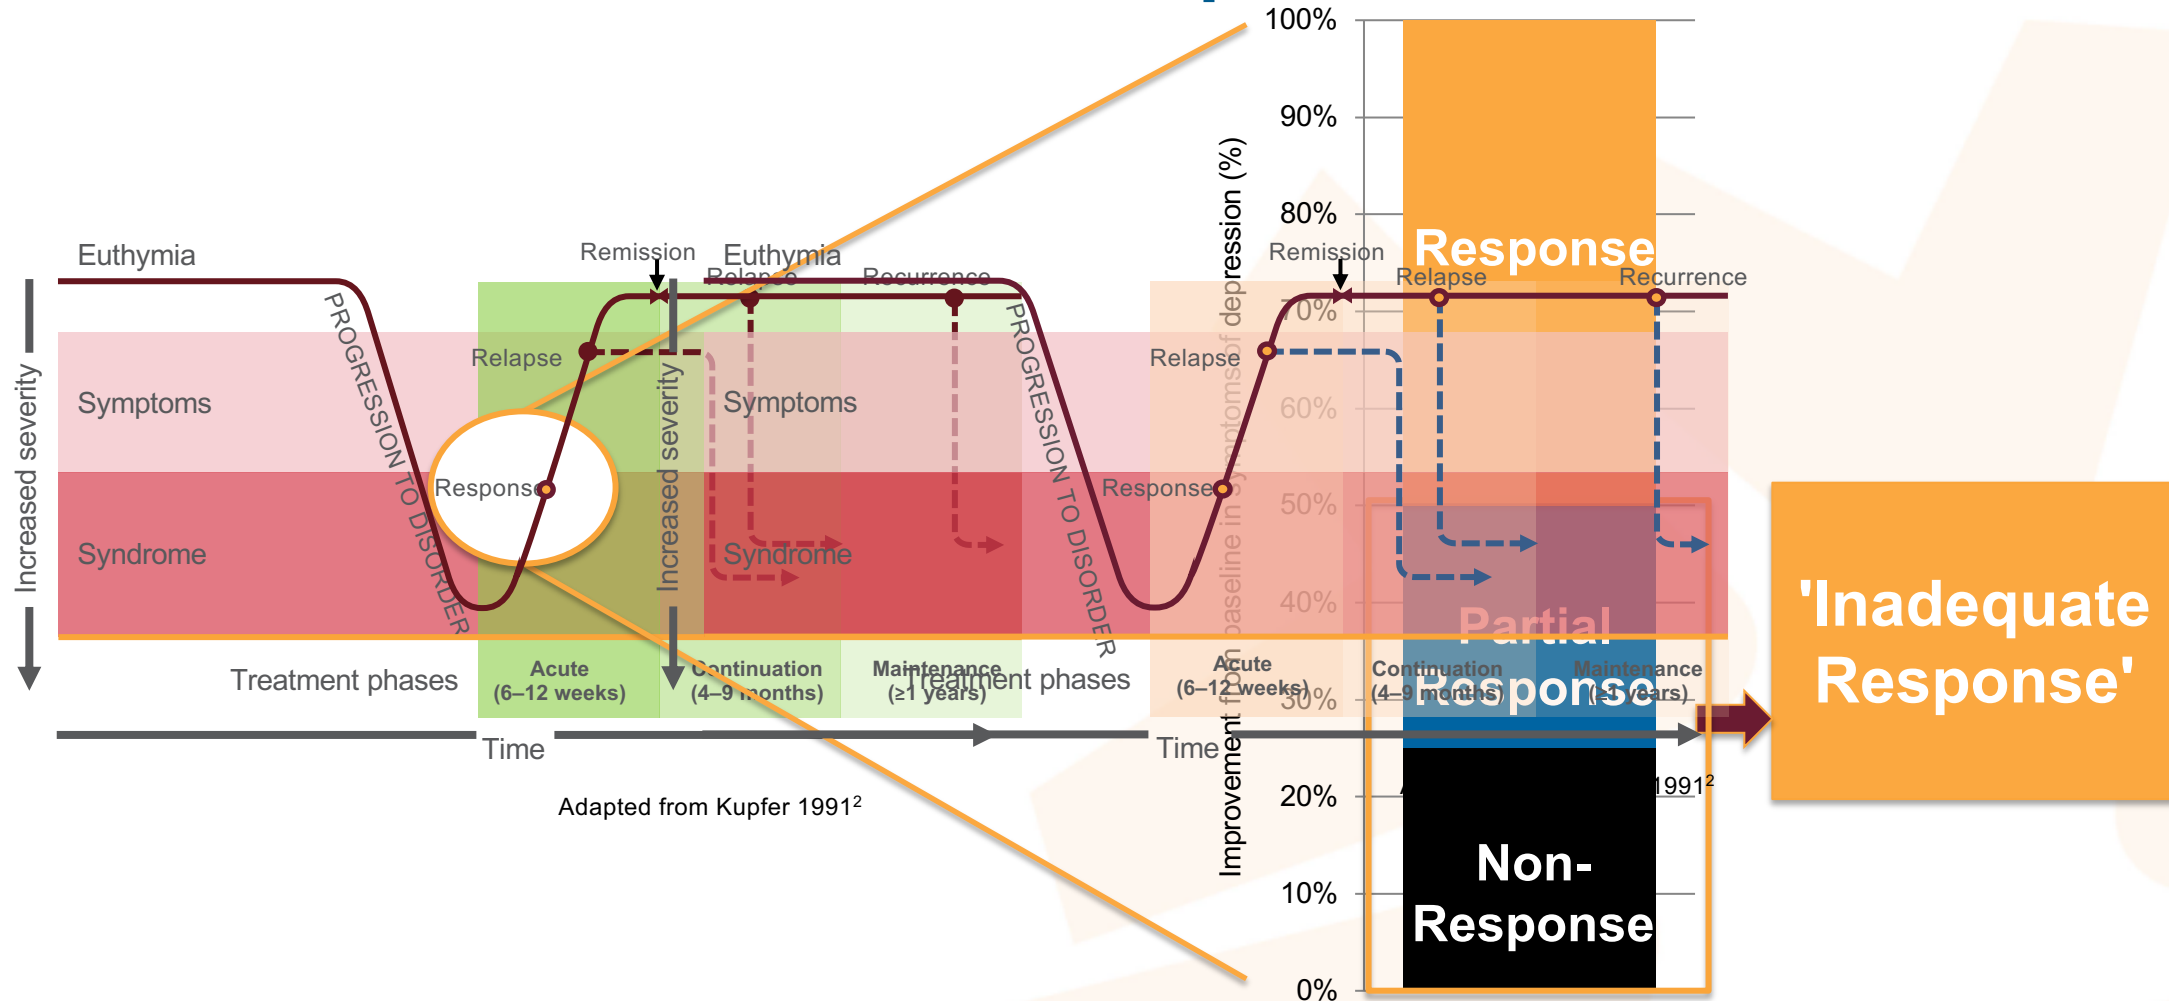 Euthymia
Symptoms
Syndrome
Increased severity
PROGRESSION TO DISORDER
Response
Relapse
Remission
Relapse
Recurrence
Treatment phases
Acute
(6–12 weeks)
Continuation
(4–9 months)
Maintenance
(≥1 years)
Time
Adapted from Kupfer 1991²
Euthymia
Symptoms
Syndrome
Increased severity
PROGRESSION TO DISORDER
Response
Relapse
Remission
Relapse
Recurrence
Treatment phases
Acute
(6–12 weeks)
Continuation
(4–9 months)
Maintenance
(≥1 years)
Time
1991²
Improvement from baseline in symptoms of depression (%)
100%
90%
80%
70%
60%
50%
40%
30%
20%
10%
0%
Response
Partial
Response
Non-
Response
'Inadequate
Response'